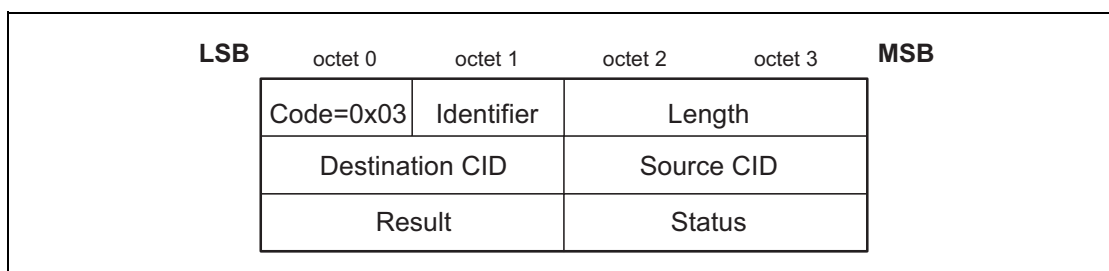 LSB octet 0 octet 1 octet 2 octet 3 MSB
Code=0x03 Identifier Length
Destination CID Source CID
Result Status